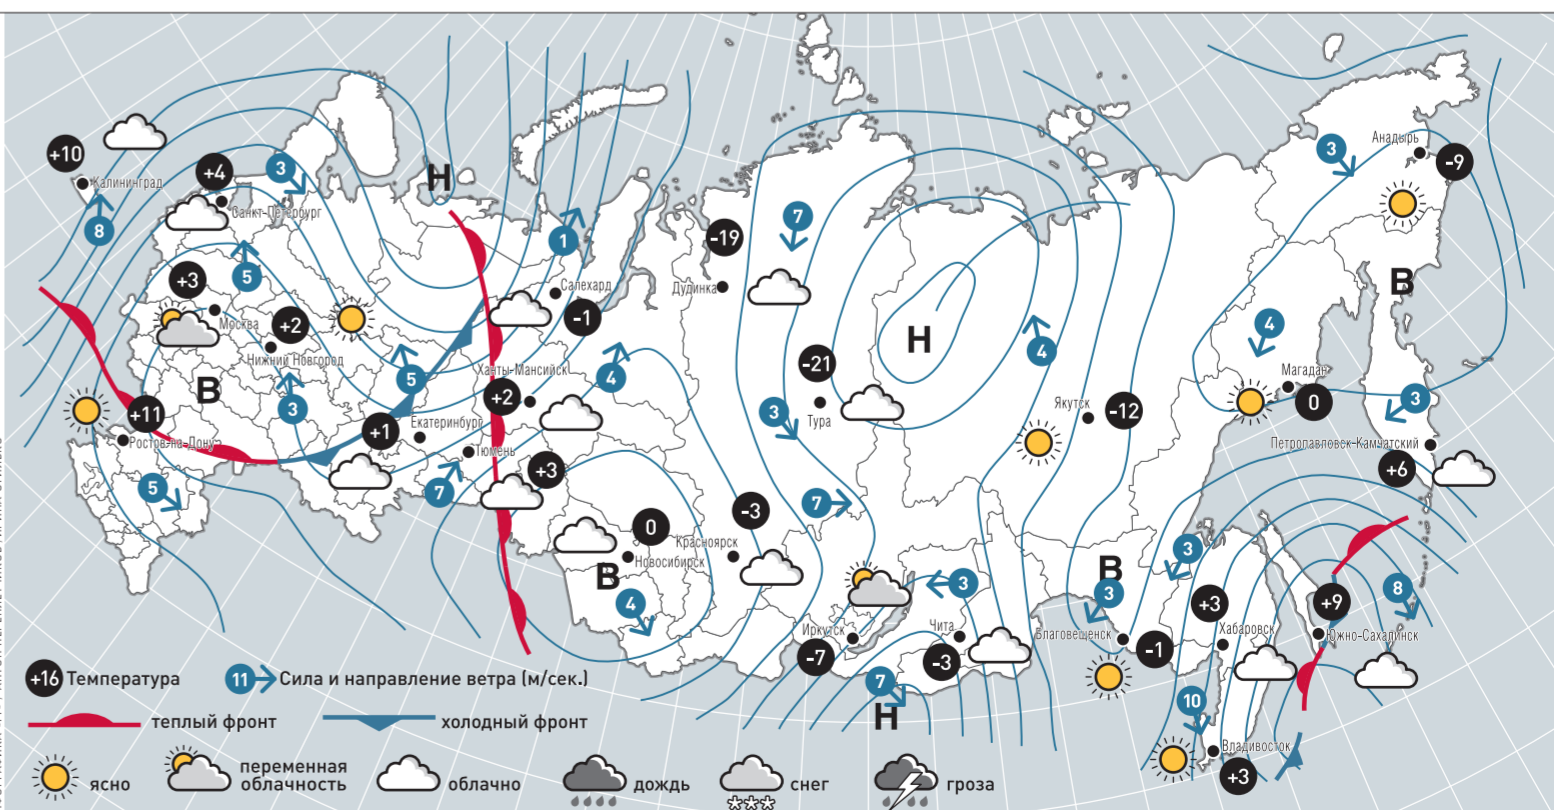 +10
Калининград
8
+4
Санкт-Петербург
3
Н
+3
Москва
5
+2
Нижний Новгород
В
+11
Ростов-на-Дону
5
3
5
+1
Екатеринбург
Тюмень
7
+3
1
Салехард
-1
Ханты-Мансийск
+2
4
-19
Дудинка
7
-21
Тура
3
7
Н
4
Якутск
-12
0
Новосибирск
В
4
-3
Красноярск
Иркутск
-7
3
Чита
-3
7
Н
Анадырь
-9
3
В
4
Магадан
0
3
Петропавловск-Камчатский
+6
В
3
3
Благовещенск
-1
+3
Хабаровск
+9
Южно-Сахалинск
8
10
Владивосток
+3
+16 Температура
11 Сила и направление ветра (м/сек.)
теплый фронт
холодный фронт
ясно
переменная
облачность
облачно
дождь
снег
гроза